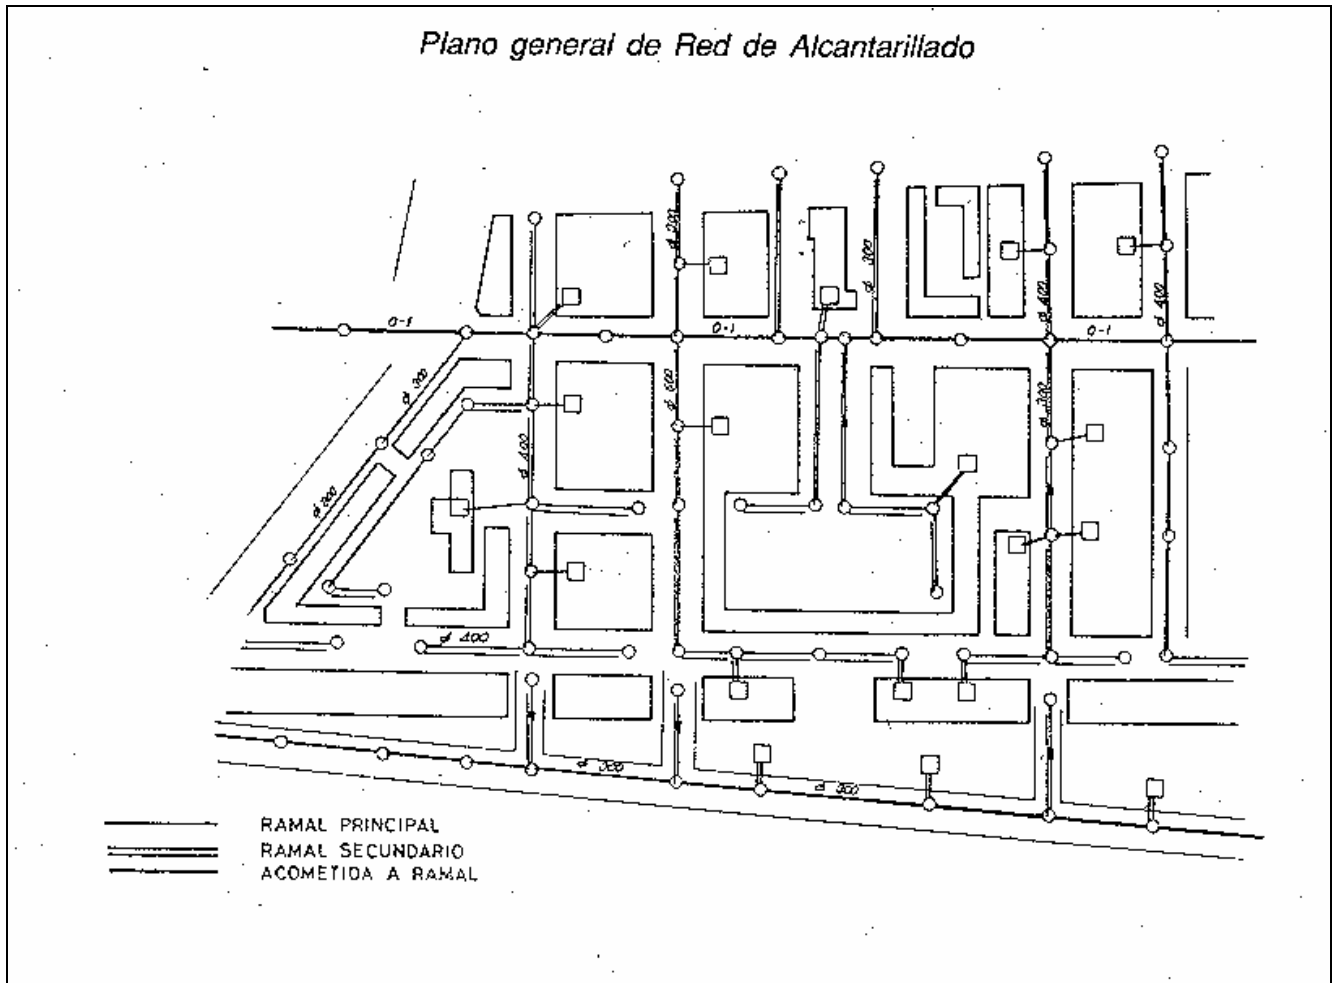 Plano general de Red de Alcantarillado
ø 300
ø 400
ø 400
0-1
0-1
0-1
ø 300
ø 600
ø 300
ø 400
ø 400
ø 300
RAMAL PRINCIPAL
RAMAL SECUNDARIO
ACOMETIDA A RAMAL